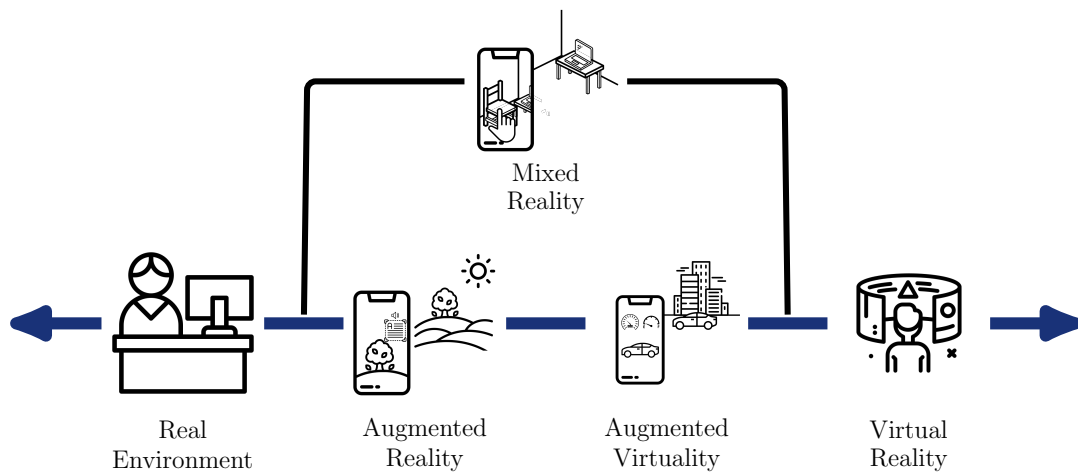 Mixed
Reality
Real
Environment
Augmented
Reality
Augmented
Virtuality
Virtual
Reality